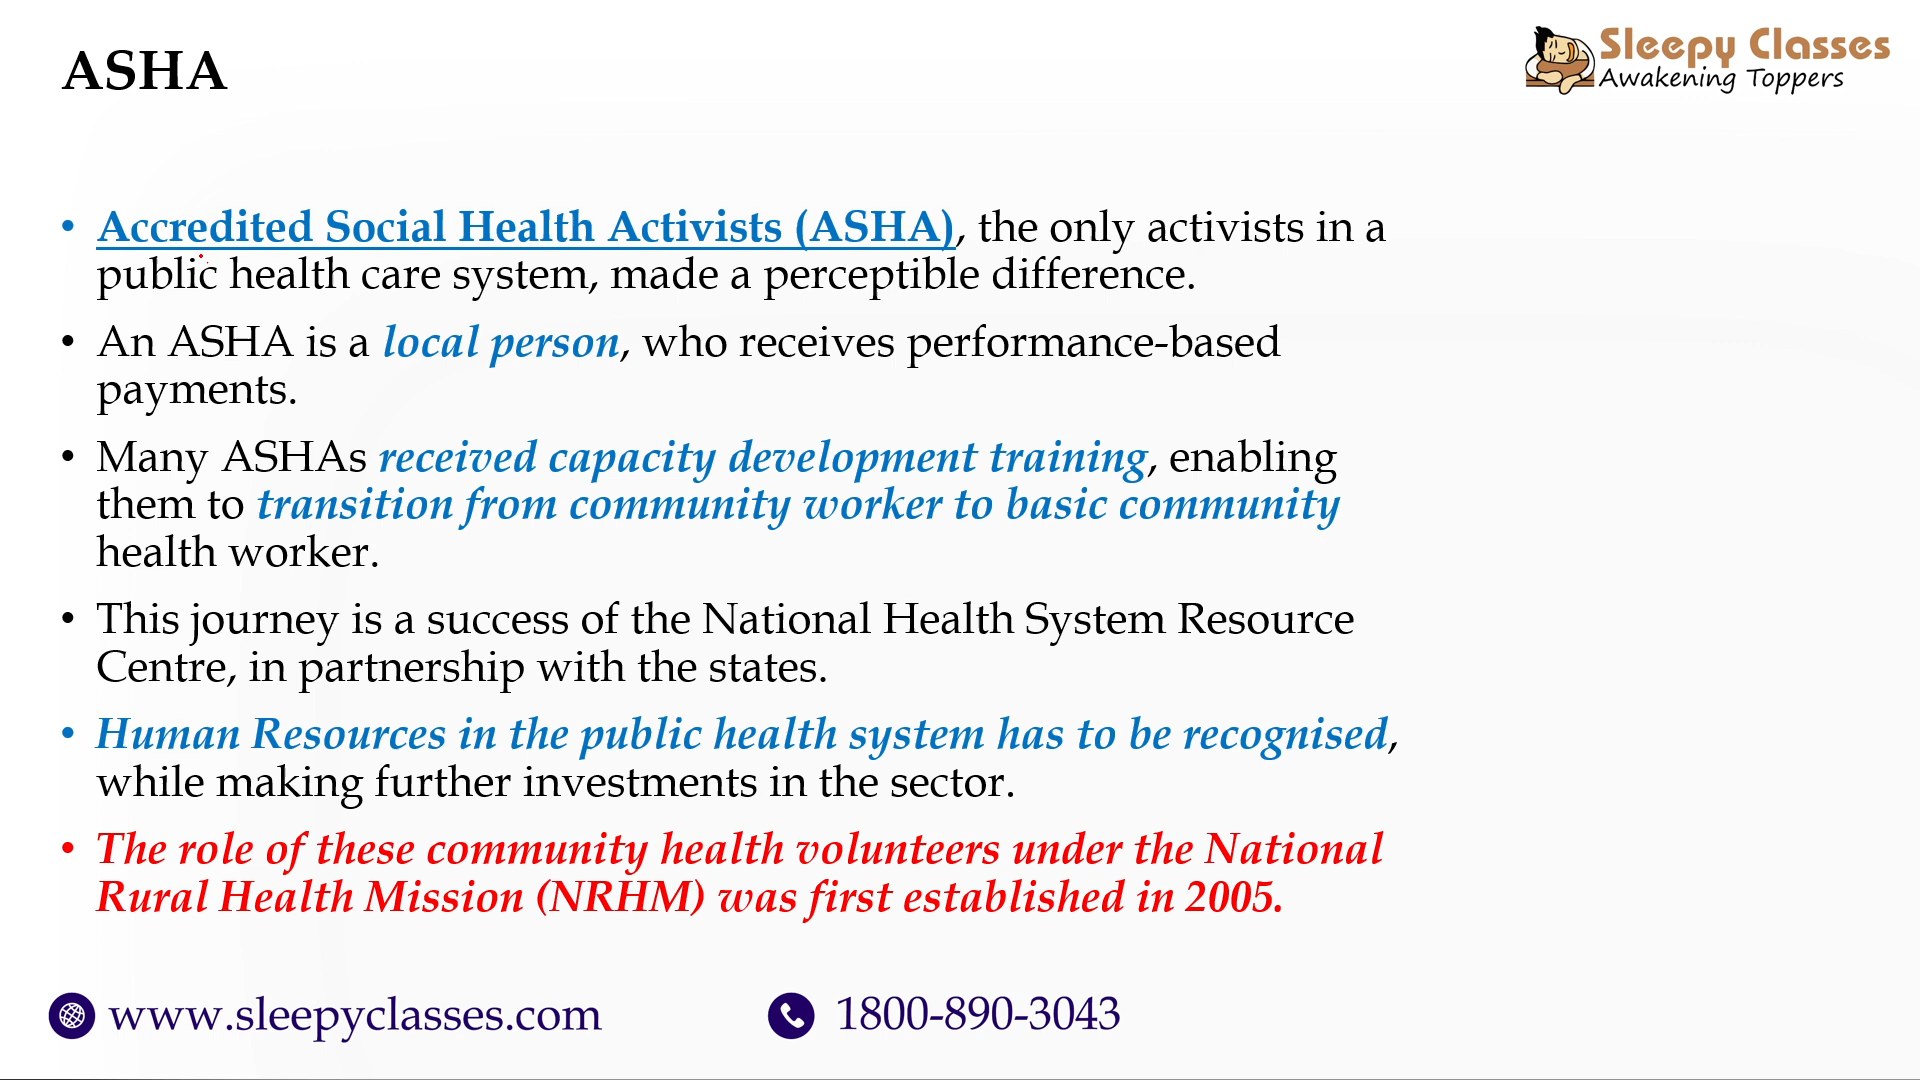 ASHA
Sleepy Classes
Awakening Toppers
• Accredited Social Health Activists (ASHA), the only activists in a
public health care system, made a perceptible difference.
• An ASHA is a local person, who receives performance-based
payments.
• Many ASHAs received capacity development training, enabling
them to transition from community worker to basic community
health worker.
• This journey is a success of the National Health System Resource
Centre, in partnership with the states.
• Human Resources in the public health system has to be recognised,
while making further investments in the sector.
• The role of these community health volunteers under the National
Rural Health Mission (NRHM) was first established in 2005.
www.sleepyclasses.com
1800-890-3043